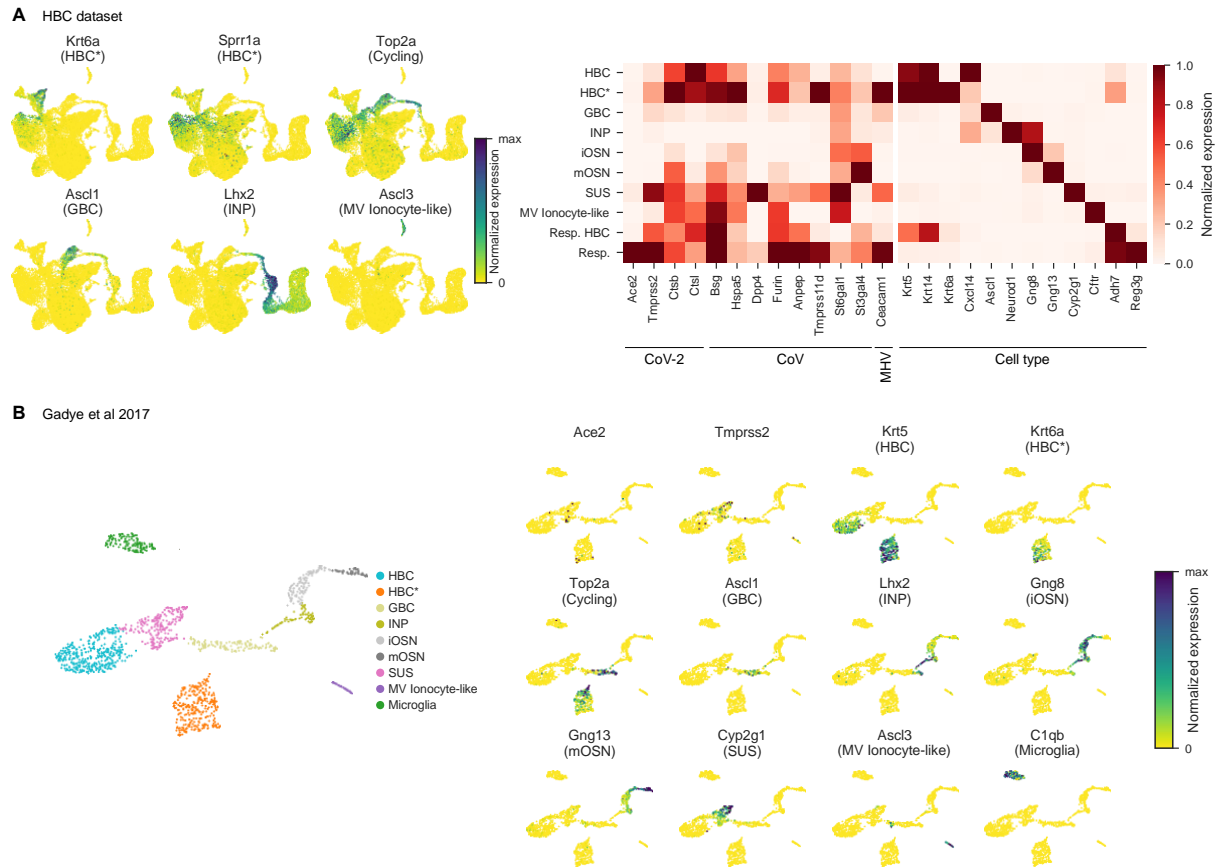 A HBC dataset
Krt6a
(HBC*)
Sprr1a
(HBC*)
Top2a
(Cycling)
Ascl1
(GBC)
Lhx2
(INP)
Ascl3
(MV Ionocyte-like)
max
Normalized expression
0
HBC
HBC*
GBC
INP
iOSN
mOSN
SUS
MV Ionocyte-like
Resp. HBC
Resp.
Ace2
Tmprss2
Ctsb
Ctsl
Bsg
Hspa5
Dpp4
Furin
Anpep
Tmprss11d
St6gal1
St3gal4
Ceacam1
Krt5
Krt14
Krt6a
Cxcl14
Ascl1
Neurod1
Gng8
Gng13
Cyp2g1
Cftr
Adh7
Reg3g
CoV-2
CoV
MHV
Cell type
1.0
0.8
0.6
0.4
0.2
0.0
Normalized expression
B Gadye et al 2017
HBC
HBC*
GBC
INP
iOSN
mOSN
SUS
MV Ionocyte-like
Microglia
Ace2
Tmprss2
Krt5
(HBC)
Krt6a
(HBC*)
Top2a
(Cycling)
Ascl1
(GBC)
Lhx2
(INP)
Gng8
(iOSN)
Gng13
(mOSN)
Cyp2g1
(SUS)
Ascl3
(MV Ionocyte-like)
C1qb
(Microglia)
max
Normalized expression
0